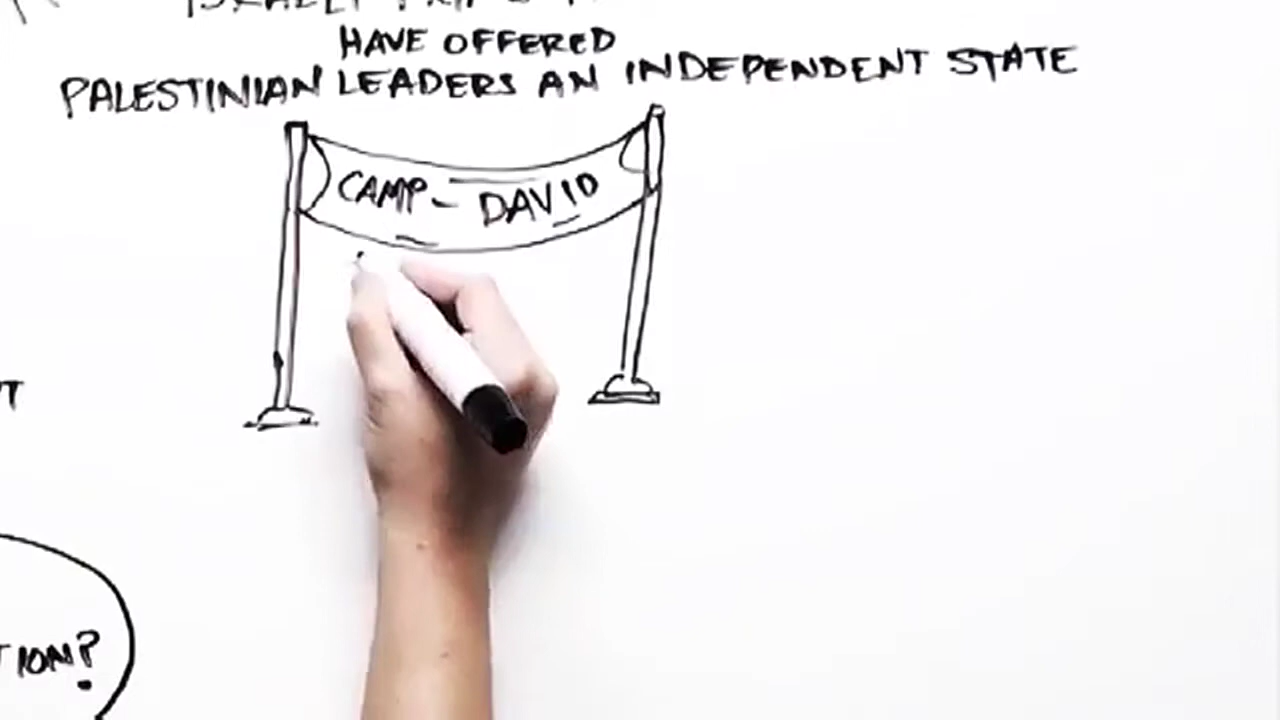 HAVE OFFERED
PALESTINIAN LEADERS AN INDEPENDENT STATE
CAMP-DAVID